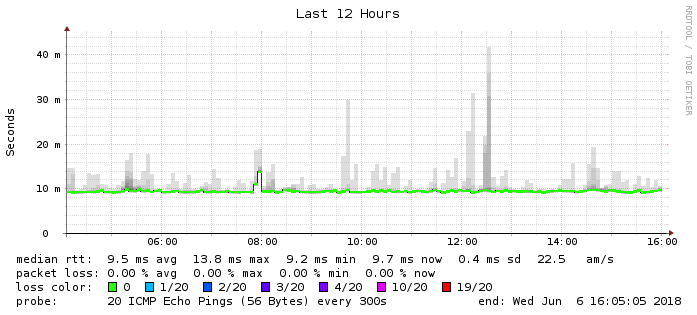 Last 12 Hours
RRDTOOL / TOBI OETIKER
Seconds
40 m
30 m
20 m
10 m
0
06:00 08:00 10:00 12:00 14:00 16:00
median rtt: 9.5 ms avg 13.8 ms max 9.2 ms min 9.7 ms now 0.4 ms sd 22.5 am/s
packet loss: 0.00 % avg 0.00 % max 0.00 % min 0.00 % now
loss color: 0 1/20 2/20 3/20 4/20 10/20 19/20
probe: 20 ICMP Echo Pings (56 Bytes) every 300s end: Wed Jun 6 16:05:05 2018